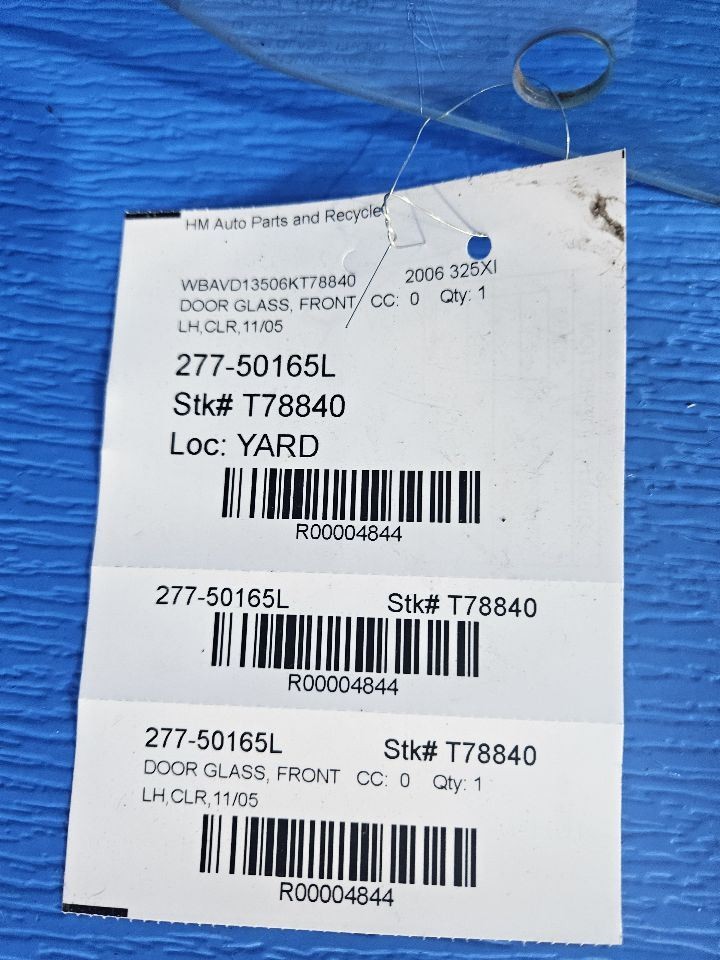 HM Auto Parts and Recycle
WBAVD13506KT78840 2006 325XI
DOOR GLASS, FRONT CC: 0 Qty: 1
LH,CLR,11/05
277-50165L
Stk# T78840
Loc: YARD
R00004844
277-50165L Stk# T78840
R00004844
277-50165L Stk# T78840
DOOR GLASS, FRONT CC: 0 Qty: 1
LH,CLR,11/05
R00004844